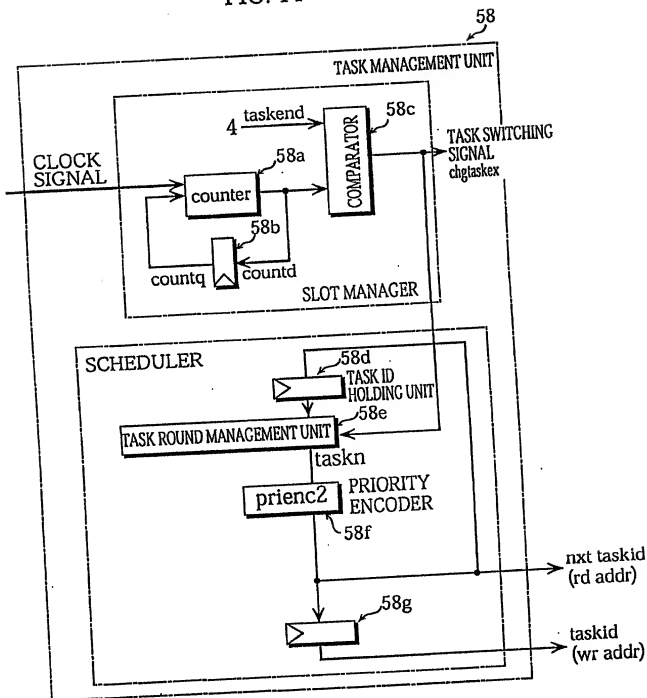 58
TASK MANAGEMENT UNIT
4 taskend
58c
COMPARATOR
TASK SWITCHING
SIGNAL
chgtaskex
CLOCK
SIGNAL
58a
counter
58b
countq
countd
SLOT MANAGER
SCHEDULER
58d
TASK ID
HOLDING UNIT
58e
TASK ROUND MANAGEMENT UNIT
taskn
prienc2
PRIORITY
ENCODER
58f
nxt taskid
(rd addr)
58g
taskid
(wr addr)